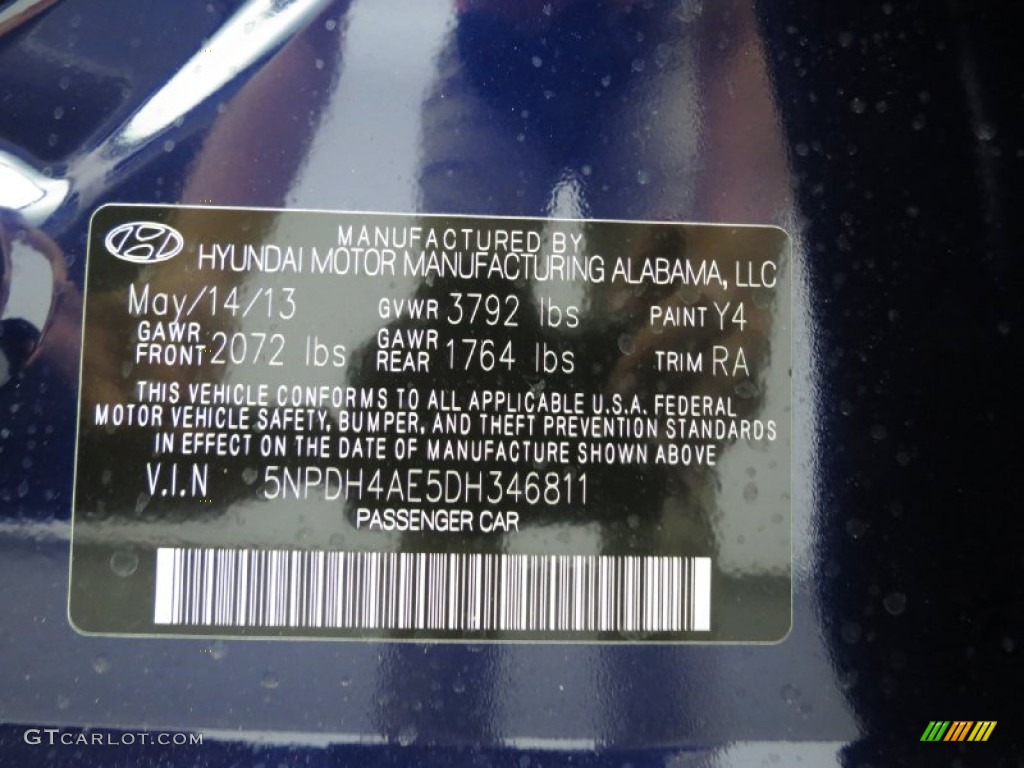 MANUFACTURED BY
HYUNDAI MOTOR MANUFACTURING ALABAMA, LLC
May/14/13 GVWR 3792 lbs PAINT Y4
GAWR FRONT 2072 lbs GAWR REAR 1764 lbs TRIM RA
THIS VEHICLE CONFORMS TO ALL APPLICABLE U.S.A. FEDERAL
MOTOR VEHICLE SAFETY, BUMPER, AND THEFT PREVENTION STANDARDS
IN EFFECT ON THE DATE OF MANUFACTURE SHOWN ABOVE
V.I.N 5NPDH4AE5DH346811
PASSENGER CAR
GTCARLOT.COM